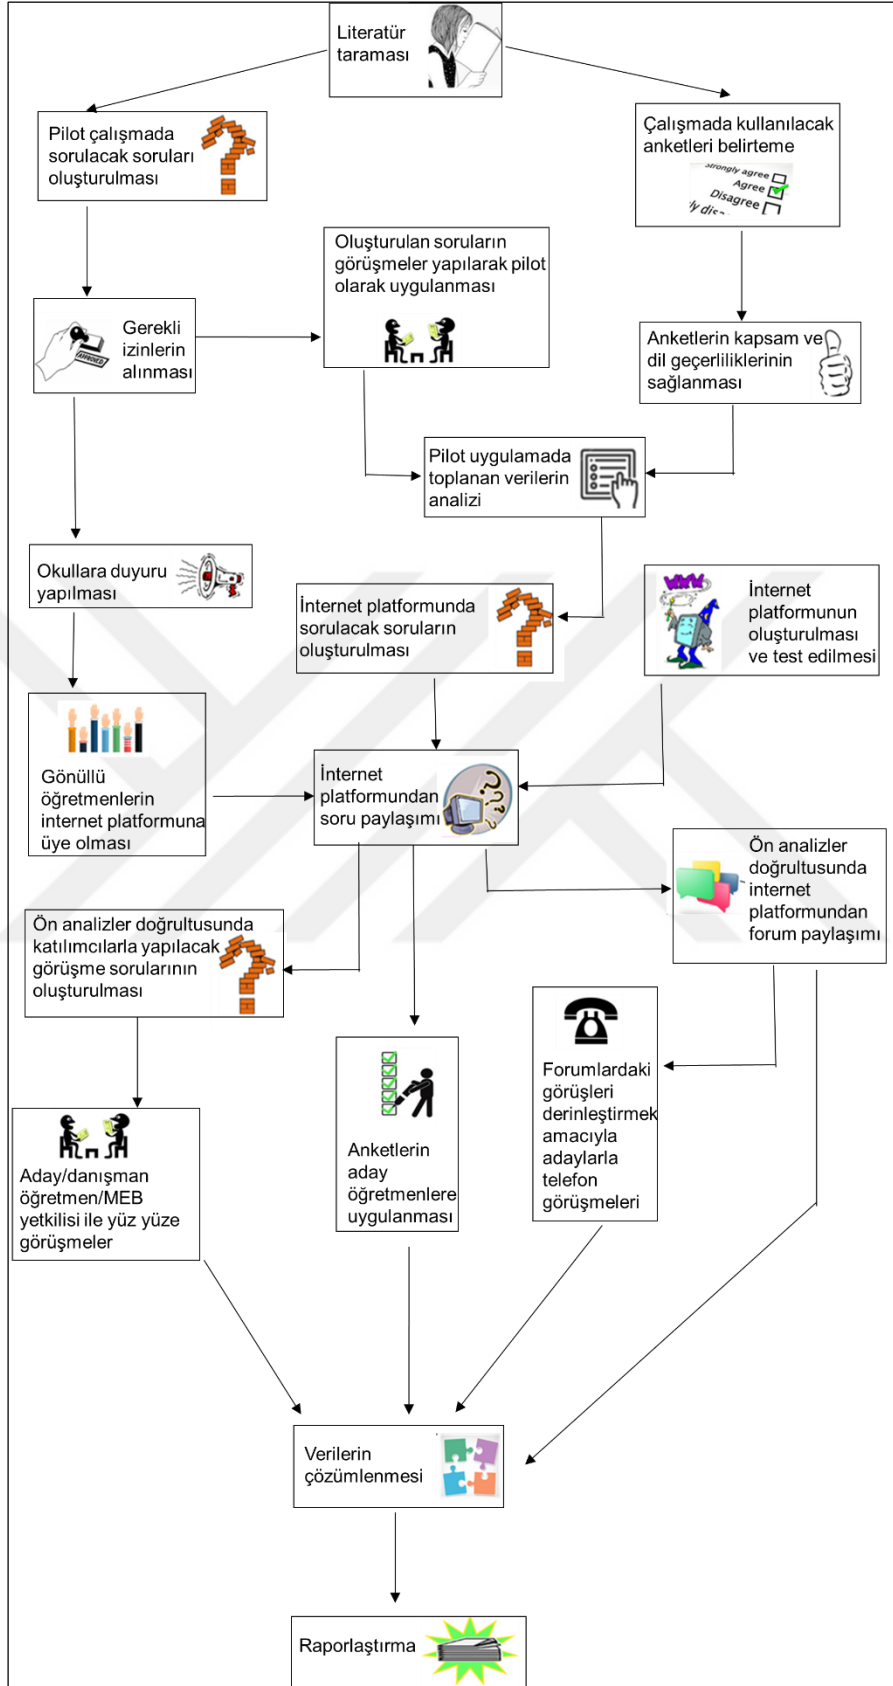 Literatür
taraması
Pilot çalışmada
sorulacak soruları
oluşturulması
Çalışmada kullanılacak
anketleri belirteme
Strongly agree
Agree
Disagree
Oluşturulan soruların
görüşmeler yapılarak pilot
olarak uygulanması
Gerekli
izinlerin
alınması
APPROVED
Anketlerin kapsam ve
dil geçerliliklerinin
sağlanması
Pilot uygulamada
toplanan verilerin
analizi
Okullara duyuru
yapılması
İnternet platformunda
sorulacak soruların
oluşturulması
WWW
İnternet
platformunun
oluşturulması
ve test edilmesi
Gönüllü
öğretmenlerin
internet platformuna
üye olması
İnternet
platformundan
soru paylaşımı
Ön analizler
doğrultusunda
internet
platformundan
forum paylaşımı
Ön analizler doğrultusunda
katılımcılarla yapılacak
görüşme sorularının
oluşturulması
Forumlardaki
görüşleri
derinleştirmek
amacıyla
adaylarla
telefon
görüşmeleri
Anketlerin
aday
öğretmenlere
uygulanması
Aday/danışman
öğretmen/MEB
yetkilisi ile yüz yüze
görüşmeler
Verilerin
çözümlenmesi
Raporlaştırma